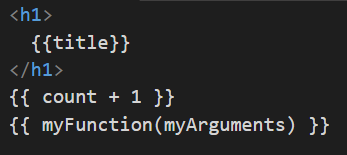 <h1>
  {{title}}
</h1>
{{ count + 1 }}
{{ myFunction(myArguments) }}